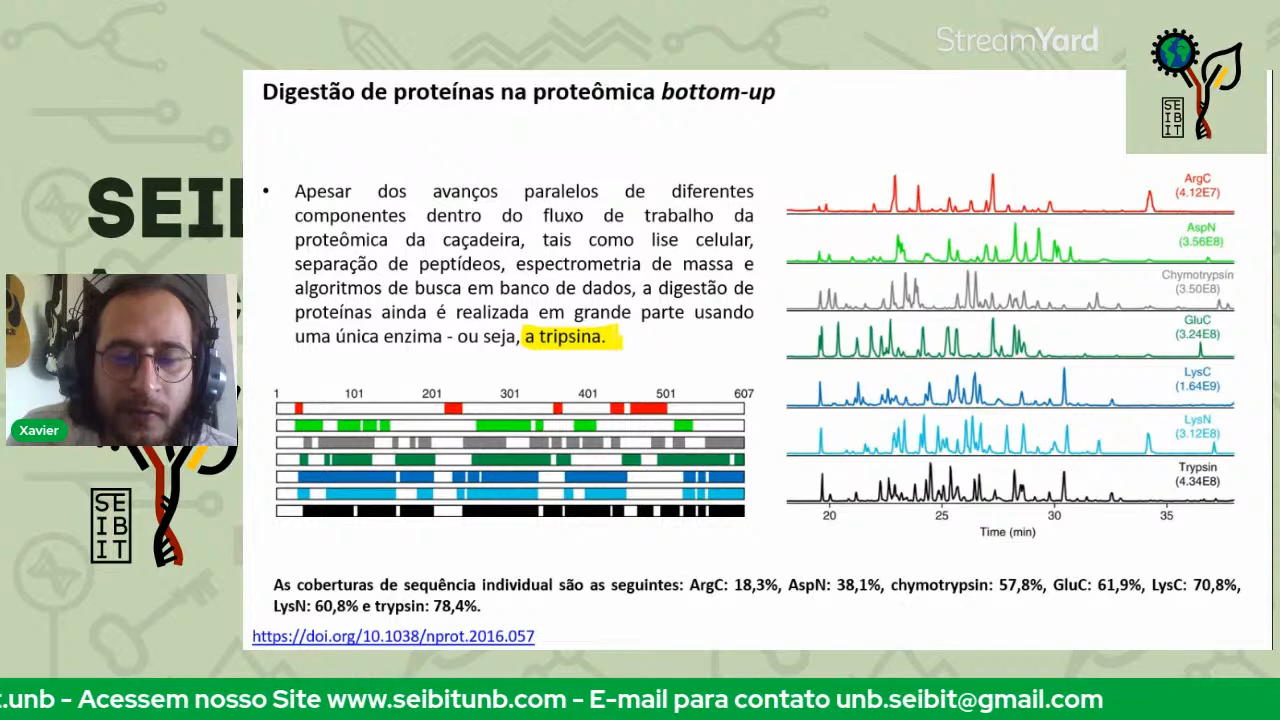 StreamYard
SEI
BIT
Digestão de proteínas na proteômica bottom-up
• Apesar dos avanços paralelos de diferentes
componentes dentro do fluxo de trabalho da
proteômica da caçadeira, tais como lise celular,
separação de peptídeos, espectrometria de massa e
algoritmos de busca em banco de dados, a digestão de
proteínas ainda é realizada em grande parte usando
uma única enzima - ou seja, a tripsina.
1 101 201 301 401 501 607
ArgC
(4.12E7)
AspN
(3.56E8)
Chymotrypsin
(3.50E8)
GluC
(3.24E8)
LysC
(1.64E9)
LysN
(3.12E8)
Trypsin
(4.34E8)
20 25 30 35
Time (min)
As coberturas de sequência individual são as seguintes: ArgC: 18,3%, AspN: 38,1%, chymotrypsin: 57,8%, GluC: 61,9%, LysC: 70,8%,
LysN: 60,8% e trypsin: 78,4%.
https://doi.org/10.1038/nprot.2016.057
Xavier
SE
IB
IT
t.unb - Acessem nosso Site www.seibitunb.com - E-mail para contato unb.seibit@gmail.com